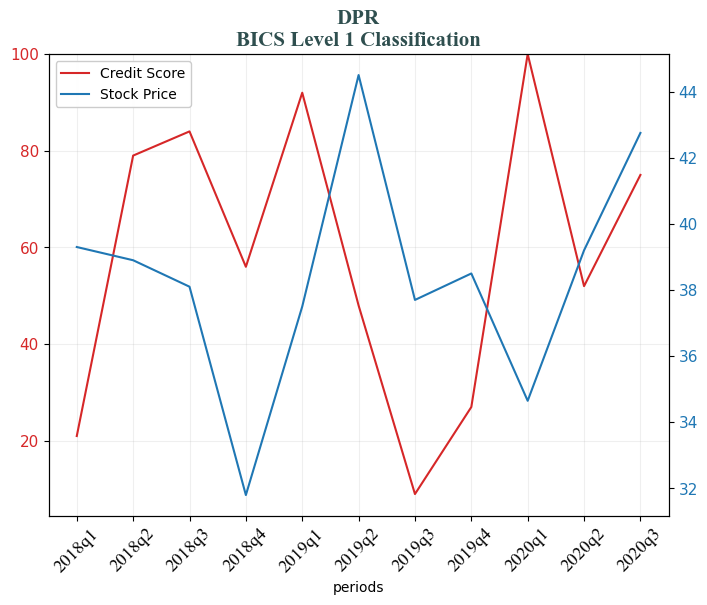 DPR
BICS Level 1 Classification
Credit Score
Stock Price
100
80
60
40
20
44
42
40
38
36
34
32
2018q1
2018q2
2018q3
2018q4
2019q1
2019q2
2019q3
2019q4
2020q1
2020q2
2020q3
periods